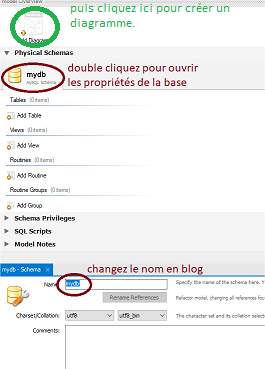 Model Overview
puis cliquez ici pour créer un
diagramme.
Add Diagram
Physical Schemas
mydb
MySQL Schema
double cliquez pour ouvrir
les propriétés de la base
Tables (0 items)
Add Table
Views (0 items)
Add View
Routines (0 items)
Add Routine
Routine Groups (0 items)
Add Group
Schema Privileges
SQL Scripts
Model Notes
changez le nom en blog
mydb - Schema ×
Name: mydb
Specify the name of the schema here. Y
Rename References
Refactor model, changing all references fou
Charset/Collation: utf8 utf8_bin
The character set and its collation selec
Comments: